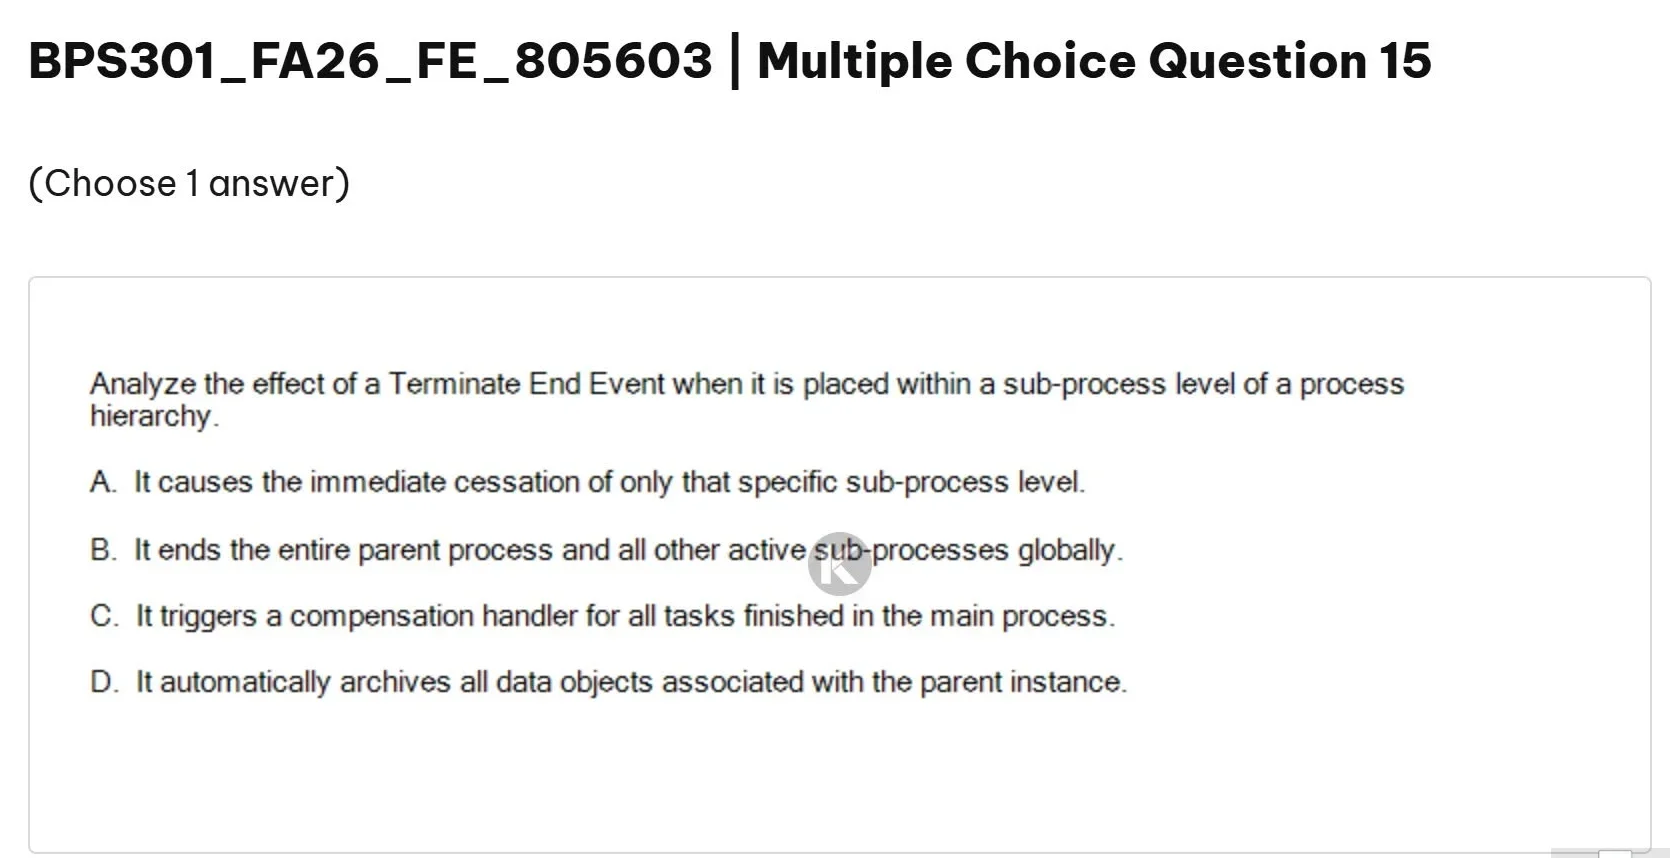 BPS301_FA26_FE_805603 | Multiple Choice Question 15
(Choose 1 answer)
Analyze the effect of a Terminate End Event when it is placed within a sub-process level of a process
hierarchy.
A. It causes the immediate cessation of only that specific sub-process level.
B. It ends the entire parent process and all other active sub-processes globally.
C. It triggers a compensation handler for all tasks finished in the main process.
D. It automatically archives all data objects associated with the parent instance.